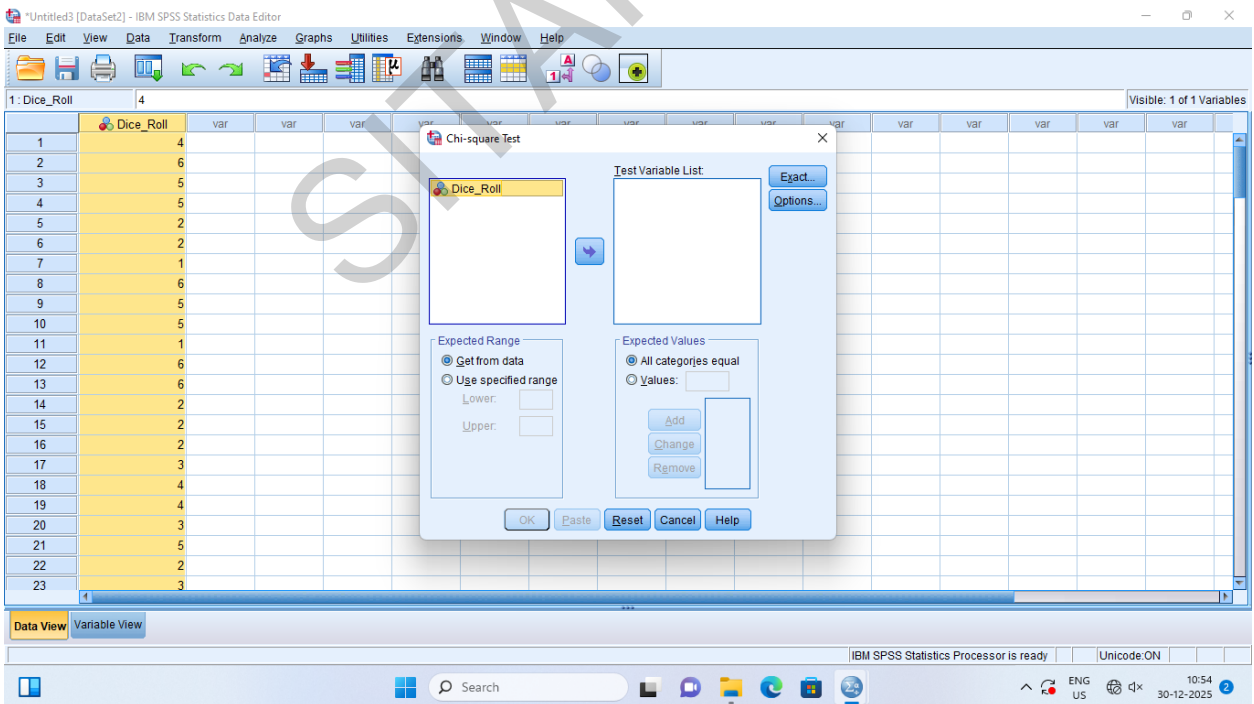 *Untitled3 [DataSet2] - IBM SPSS Statistics Data Editor
File Edit View Data Transform Analyze Graphs Utilities Extensions Window Help
1 : Dice_Roll 4 Visible: 1 of 1 Variables
Dice_Roll var var var var var var var var var var var var var var var
1 4
2 6
3 5
4 5
5 2
6 2
7 1
8 6
9 5
10 5
11 1
12 6
13 6
14 2
15 2
16 2
17 3
18 4
19 4
20 3
21 5
22 2
23 3
Chi-square Test
Test Variable List:
Dice_Roll
Exact...
Options...
Expected Range
Get from data
Use specified range
Lower:
Upper:
Expected Values
All categories equal
Values:
Add
Change
Remove
OK Paste Reset Cancel Help
Data View Variable View
IBM SPSS Statistics Processor is ready Unicode:ON
Search
ENG
US
10:54
30-12-2025
2